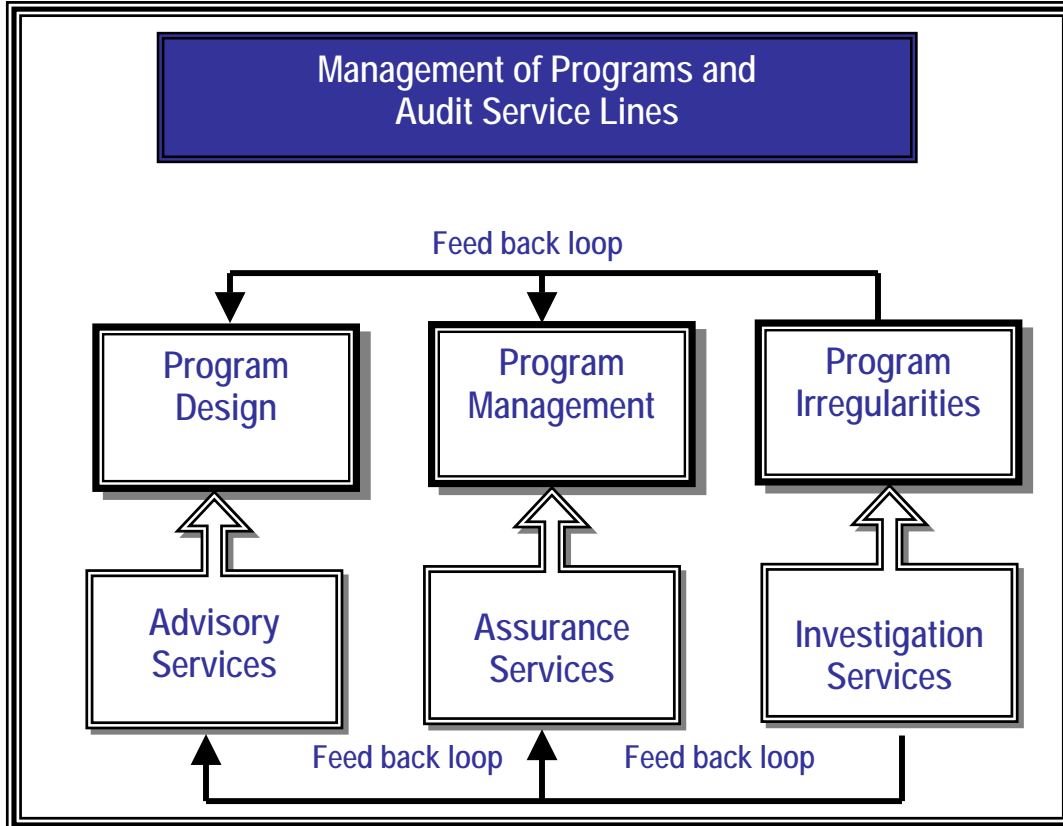 Management of Programs and
Audit Service Lines
Feed back loop
Program
Design
Program
Management
Program
Irregularities
Advisory
Services
Assurance
Services
Investigation
Services
Feed back loop
Feed back loop